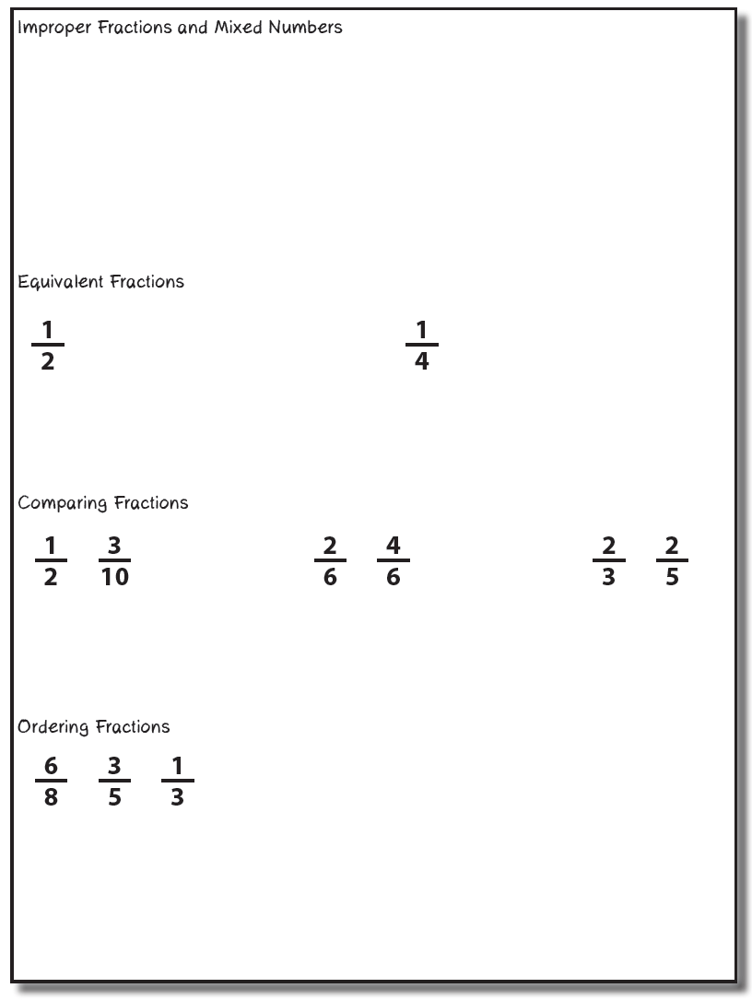 Improper Fractions and Mixed Numbers
Equivalent Fractions
1/2 1/4
Comparing Fractions
1/2 3/10 2/6 4/6 2/3 2/5
Ordering Fractions
6/8 3/5 1/3